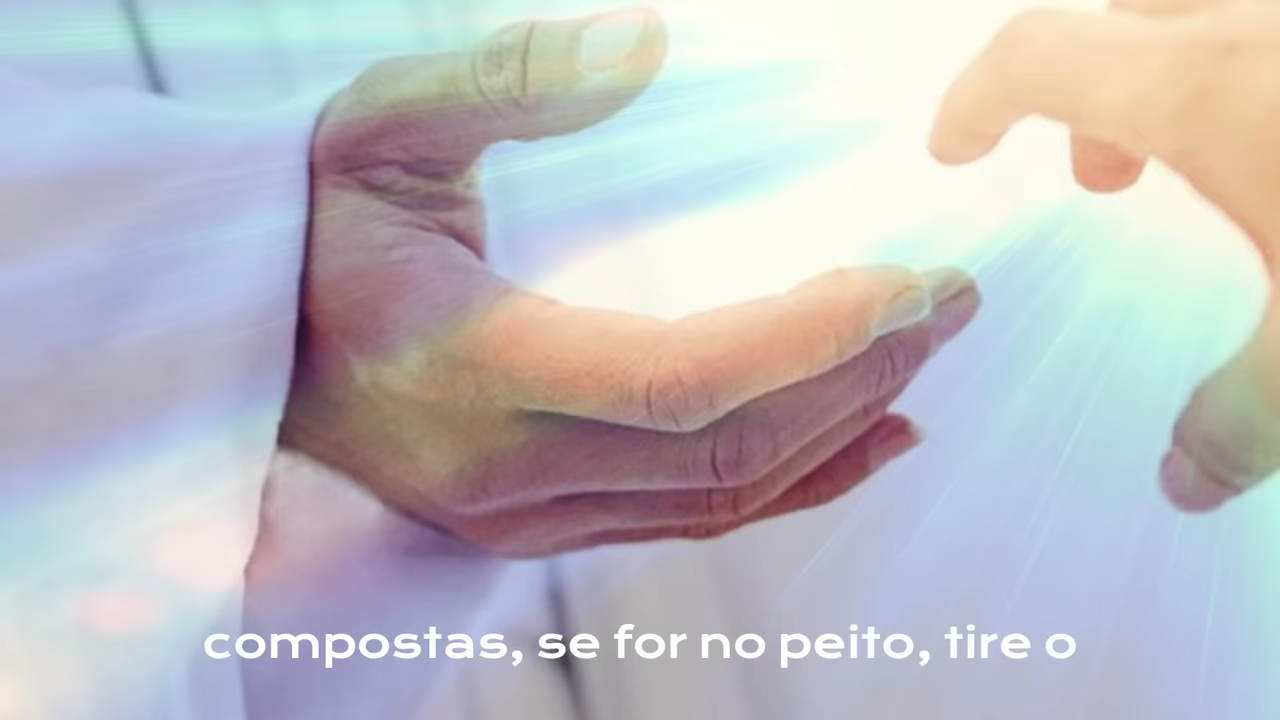 compostas, se for no peito, tire o